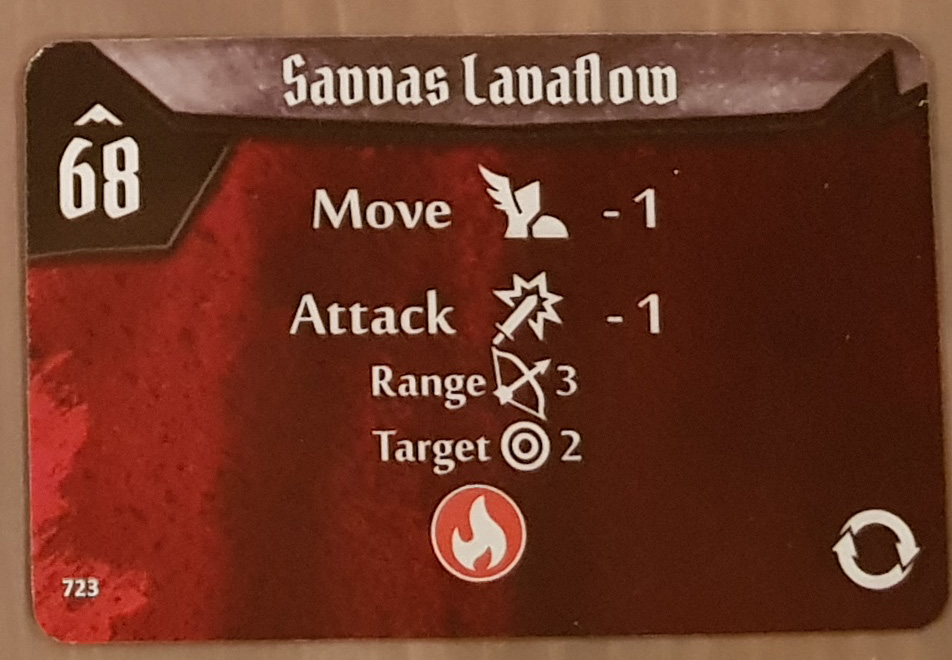 Savvas Lavaflow
68
Move - 1
Attack - 1
Range 3
Target 2
723